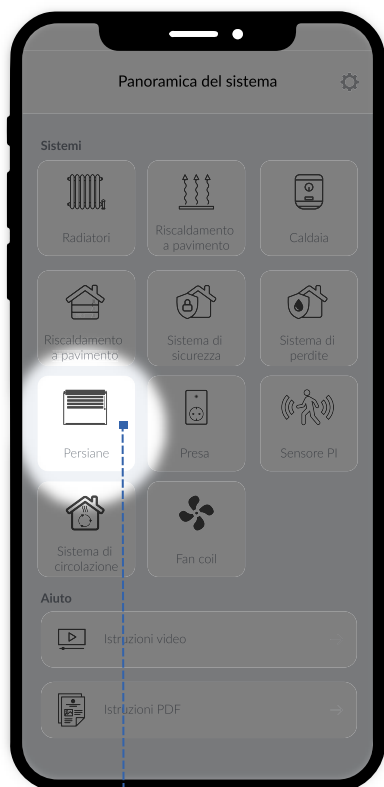 Panoramica del sistema
Sistemi
Radiatori
Riscaldamento
a pavimento
Caldaia
Riscaldamento
a pavimento
Sistema di
sicurezza
Sistema di
perdite
Persiane
Presa
Sensore PI
Sistema di
circolazione
Fan coil
Aiuto
Istruzioni video
Istruzioni PDF